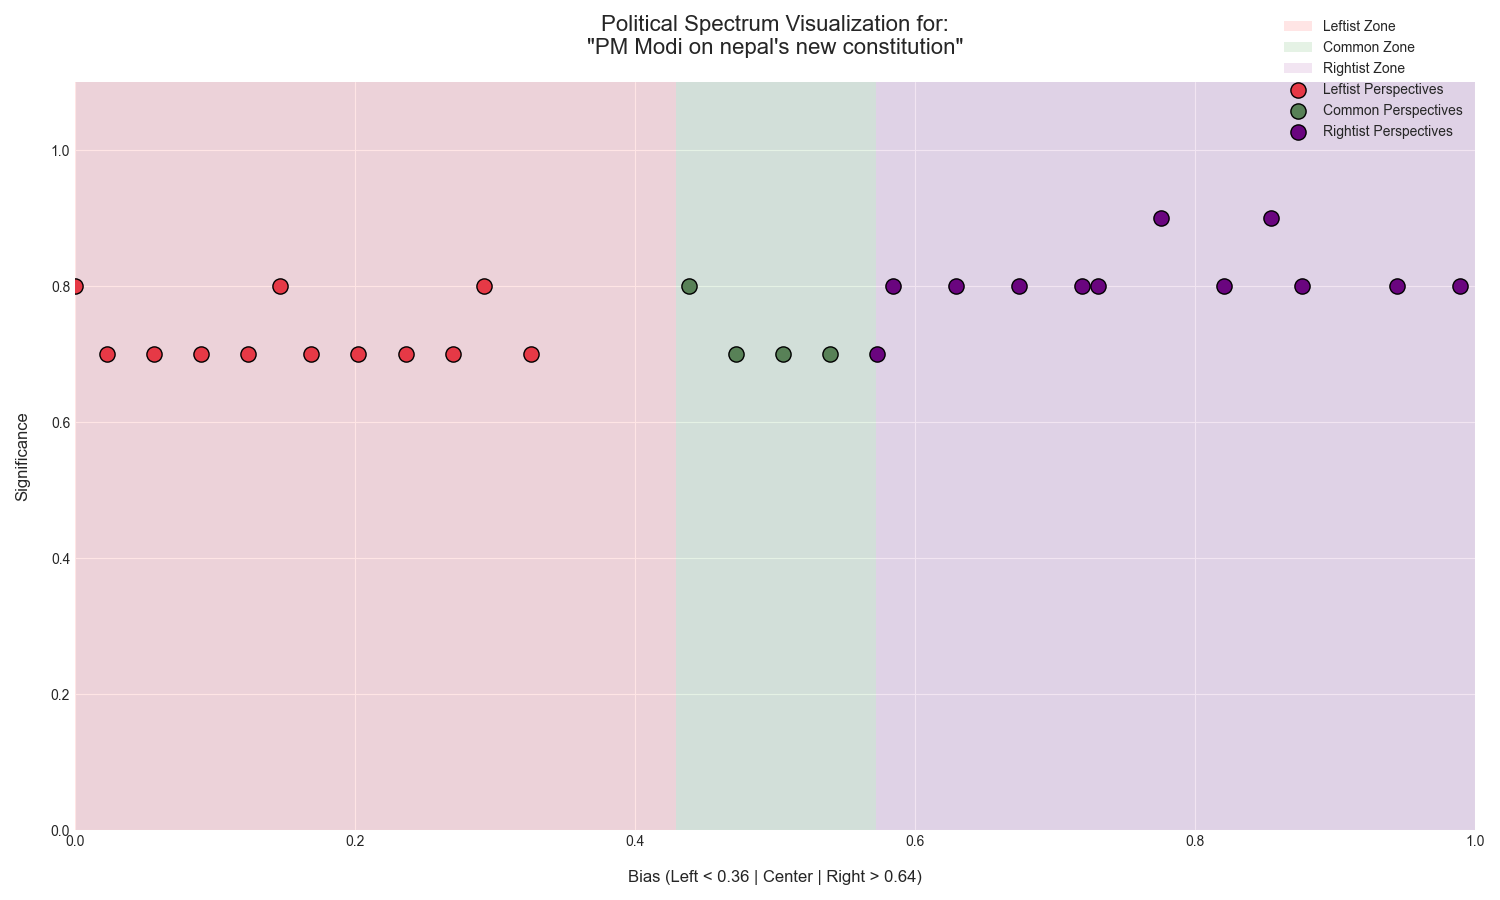 Political Spectrum Visualization for:
"PM Modi on nepal's new constitution"
Leftist Zone
Common Zone
Rightist Zone
Leftist Perspectives
Common Perspectives
Rightist Perspectives
1.0
0.8
0.6
0.4
0.2
0.0
Significance
0.0
0.2
0.4
0.6
0.8
1.0
Bias (Left < 0.36 | Center | Right > 0.64)